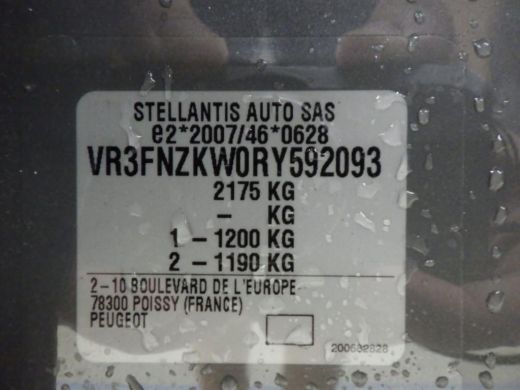 STELLANTIS AUTO SAS
e2*2007/46*0628
VR3FNZKW0RY592093
2175 KG
- KG
1 - 1200 KG
2 - 1190 KG
2-10 BOULEVARD DE L'EUROPE
78300 POISSY (FRANCE)
PEUGEOT
200682828